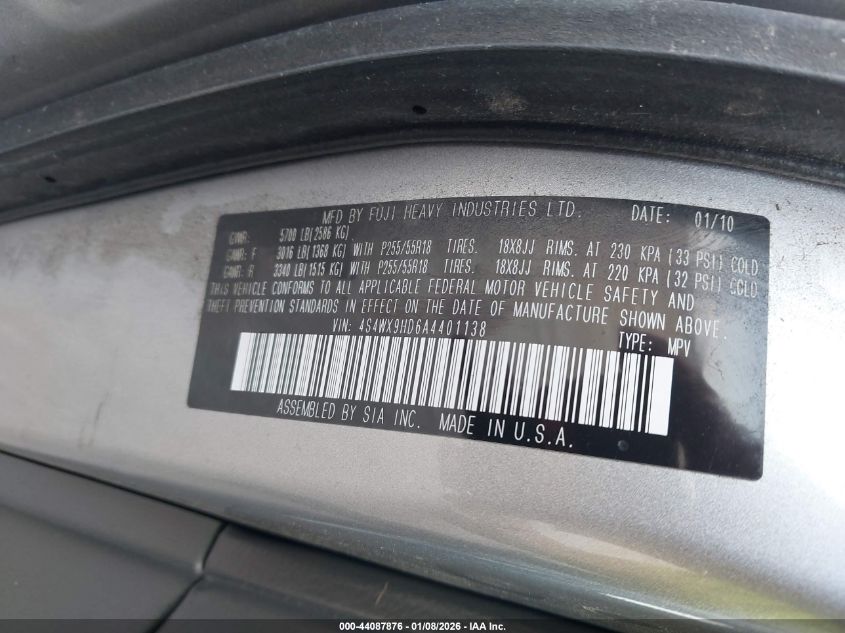 MFD BY FUJI HEAVY INDUSTRIES LTD. DATE: 01/10
GVWR: 5700 LB(2586 KG)
GAWR: F 3016 LB(1368 KG) WITH P255/55R18 TIRES. 18X8JJ RIMS. AT 230 KPA (33 PSI) COLD
GAWR: R 3340 LB(1515 KG) WITH P255/55R18 TIRES. 18X8JJ RIMS. AT 220 KPA (32 PSI) COLD
THIS VEHICLE CONFORMS TO ALL APPLICABLE FEDERAL MOTOR VEHICLE SAFETY AND
THEFT PREVENTION STANDARDS IN EFFECT ON THE DATE OF MANUFACTURE SHOWN ABOVE.
VIN: 4S4WX9HD6A4401138 TYPE: MPV
ASSEMBLED BY SIA INC. MADE IN U.S.A.
000-44087876 - 01/08/2026 - IAA Inc.